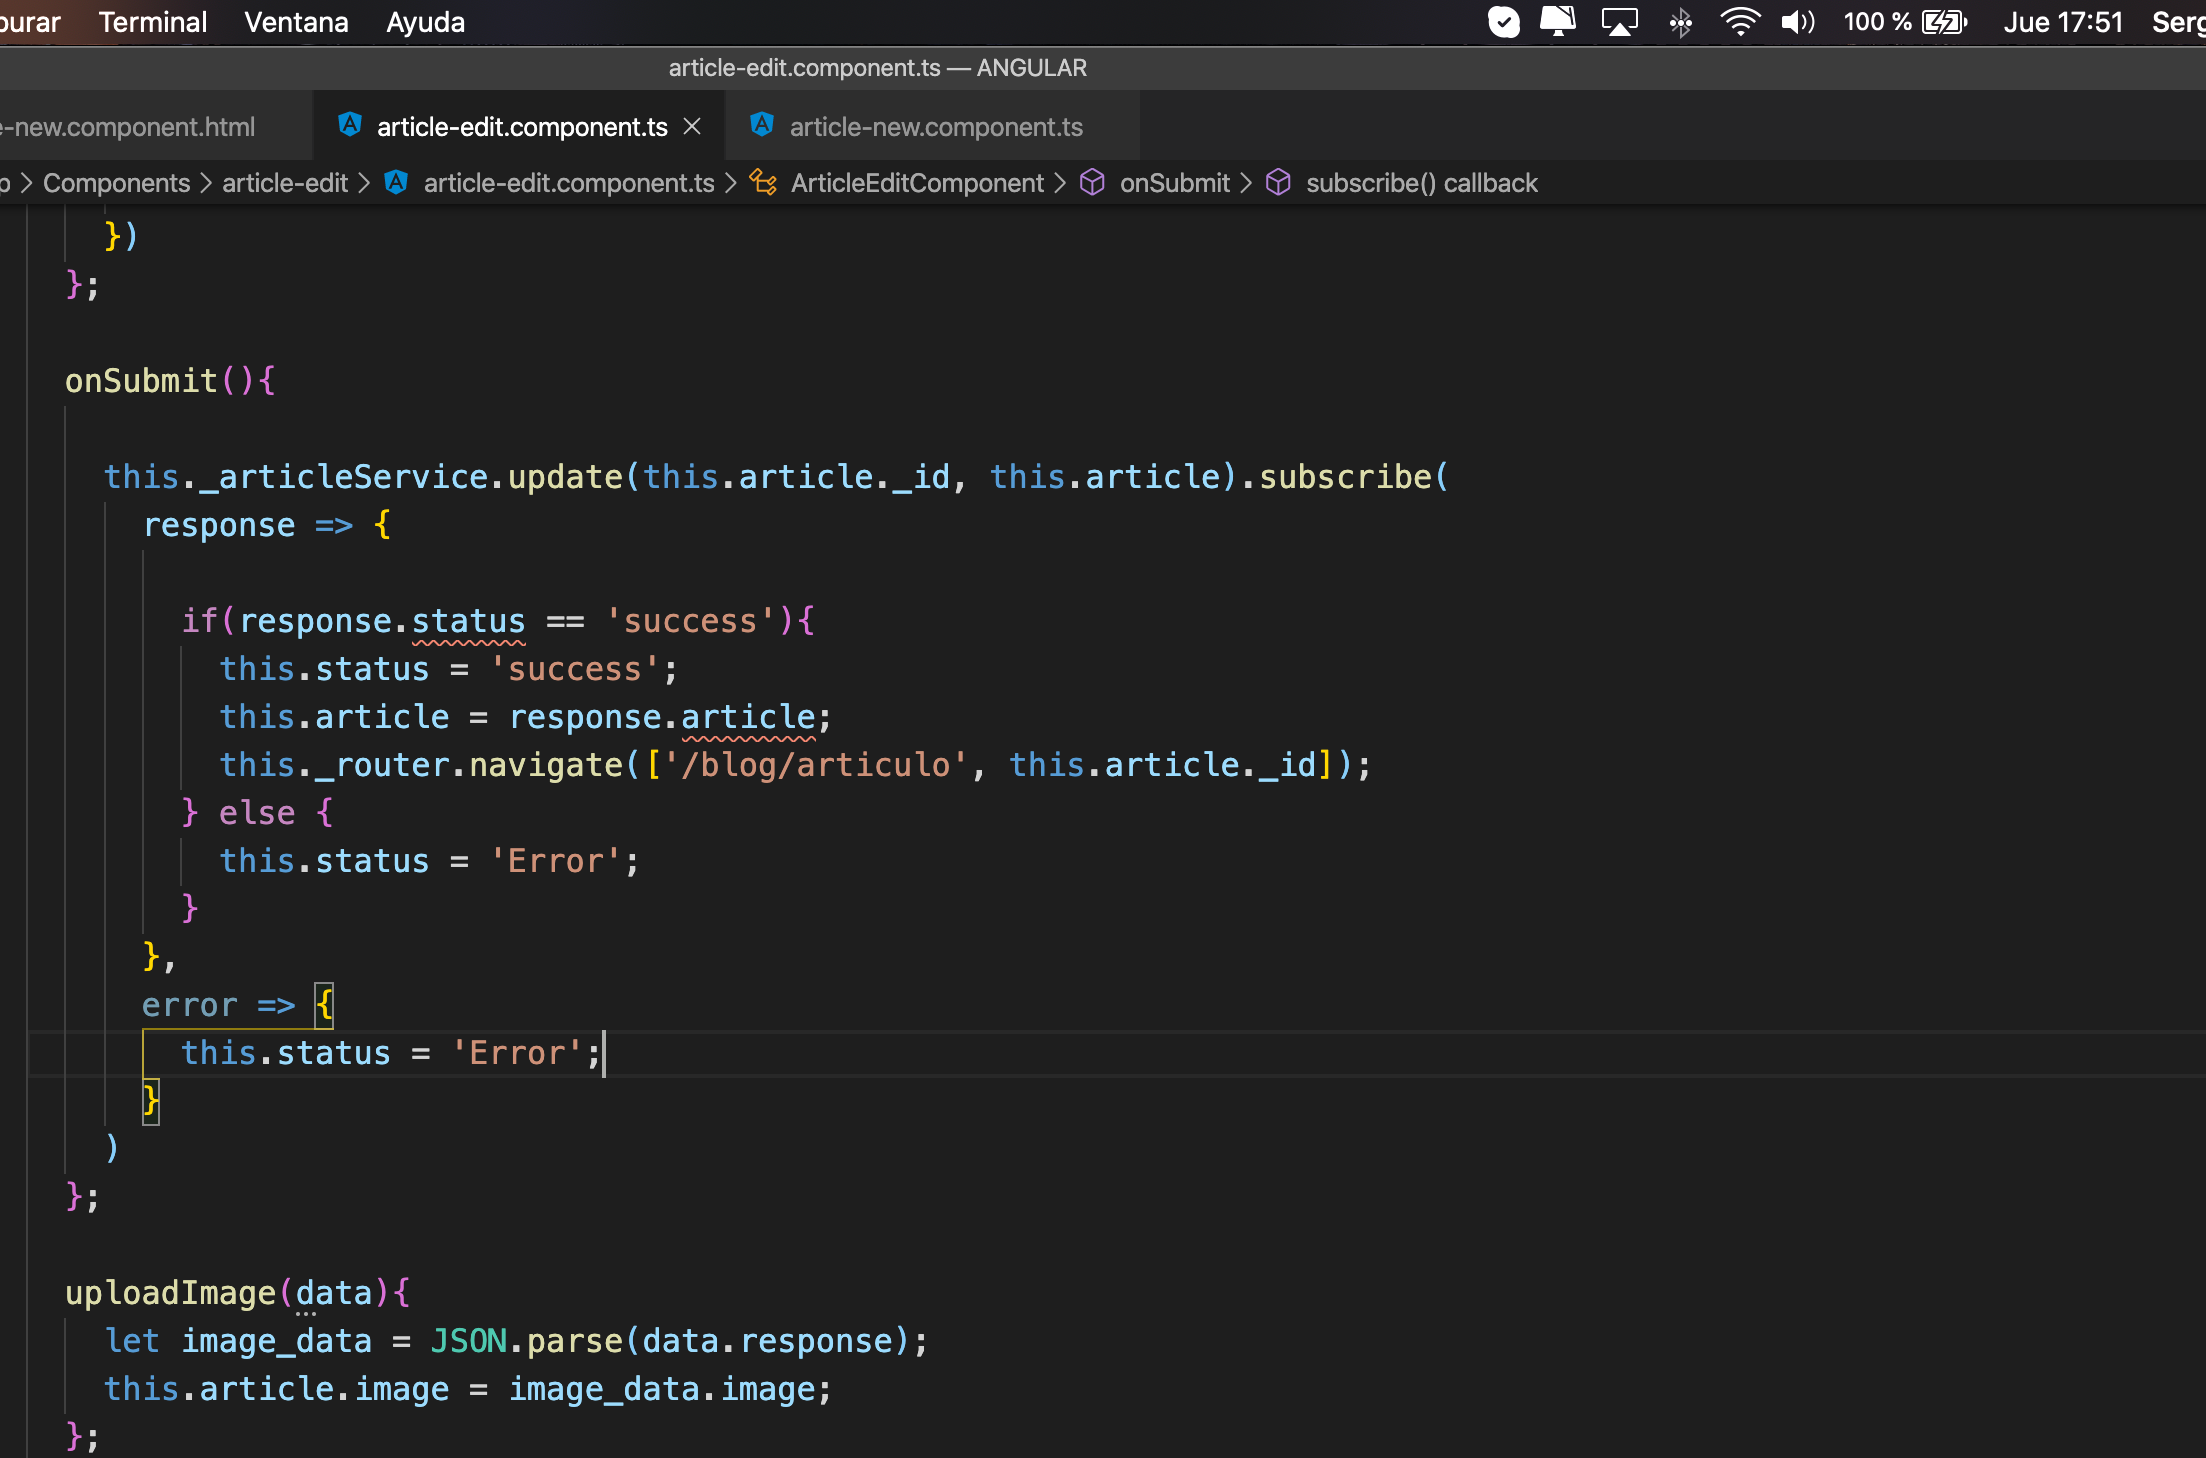 Terminal Ventana Ayuda 100 % Jue 17:51
article-edit.component.ts — ANGULAR
-new.component.html article-edit.component.ts article-new.component.ts
Components > article-edit > article-edit.component.ts > ArticleEditComponent > onSubmit > subscribe() callback
})
};
onSubmit(){
this._articleService.update(this.article._id, this.article).subscribe(
response => {
if(response.status == 'success'){
this.status = 'success';
this.article = response.article;
this._router.navigate(['/blog/articulo', this.article._id]);
} else {
this.status = 'Error';
}
},
error => {
this.status = 'Error';
}
)
};
uploadImage(data){
let image_data = JSON.parse(data.response);
this.article.image = image_data.image;
};